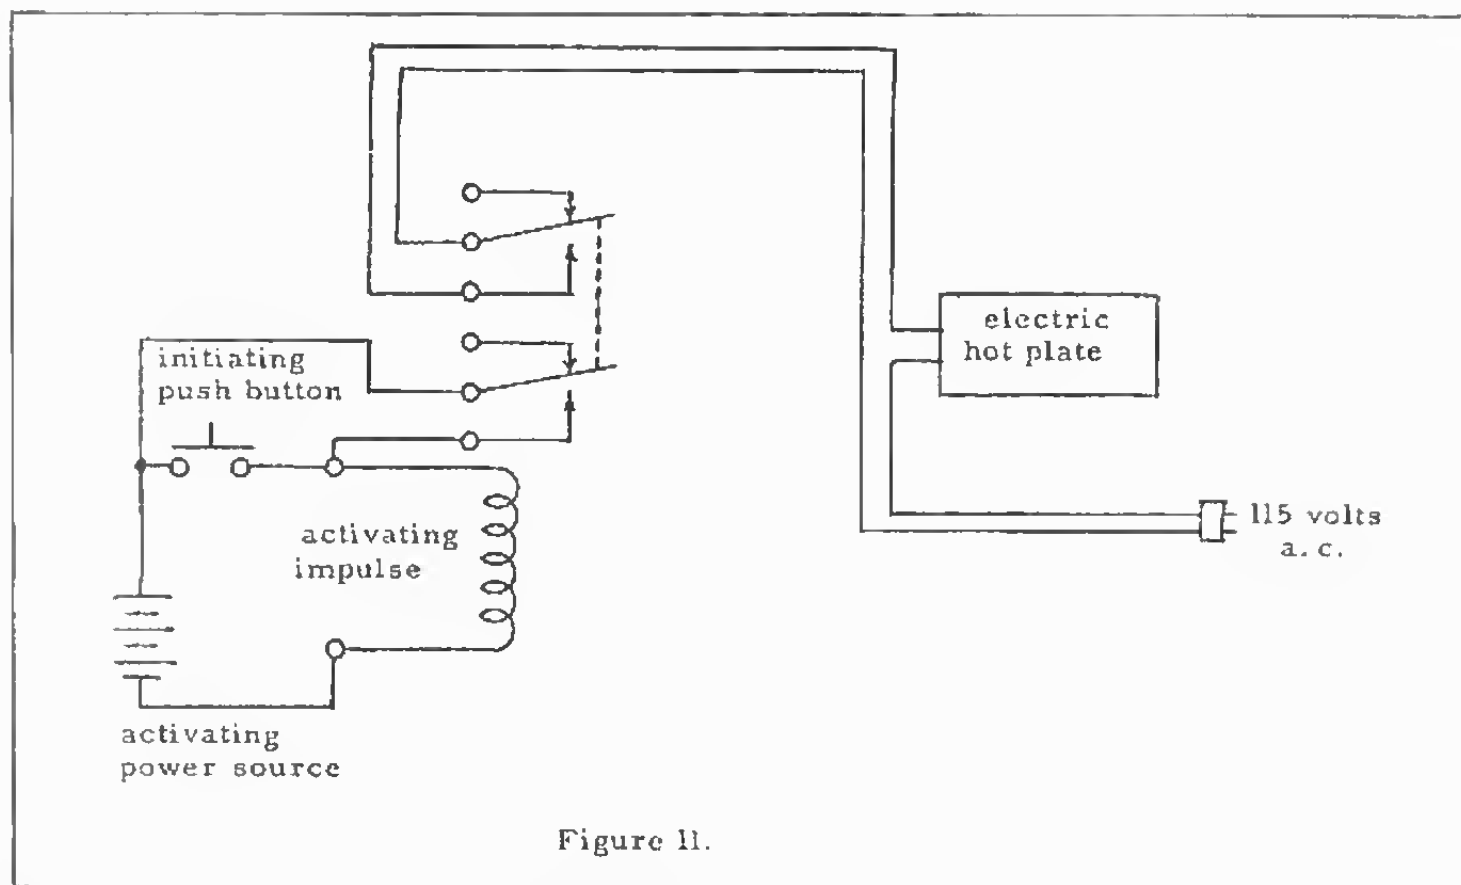 electric
hot plate
initiating
push button
115 volts
a. c.
activating
impulse
activating
power source
Figure 11.